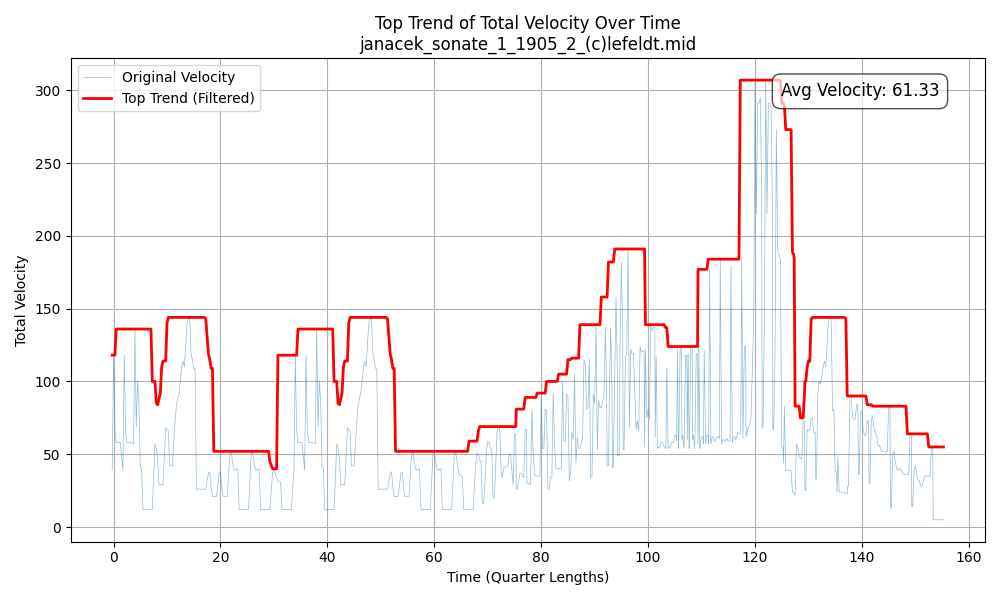 Top Trend of Total Velocity Over Time
janacek_sonate_1_1905_2_(c)lefeldt.mid
Original Velocity
Top Trend (Filtered)
Avg Velocity: 61.33
Total Velocity
300
250
200
150
100
50
0
0 20 40 60 80 100 120 140 160
Time (Quarter Lengths)